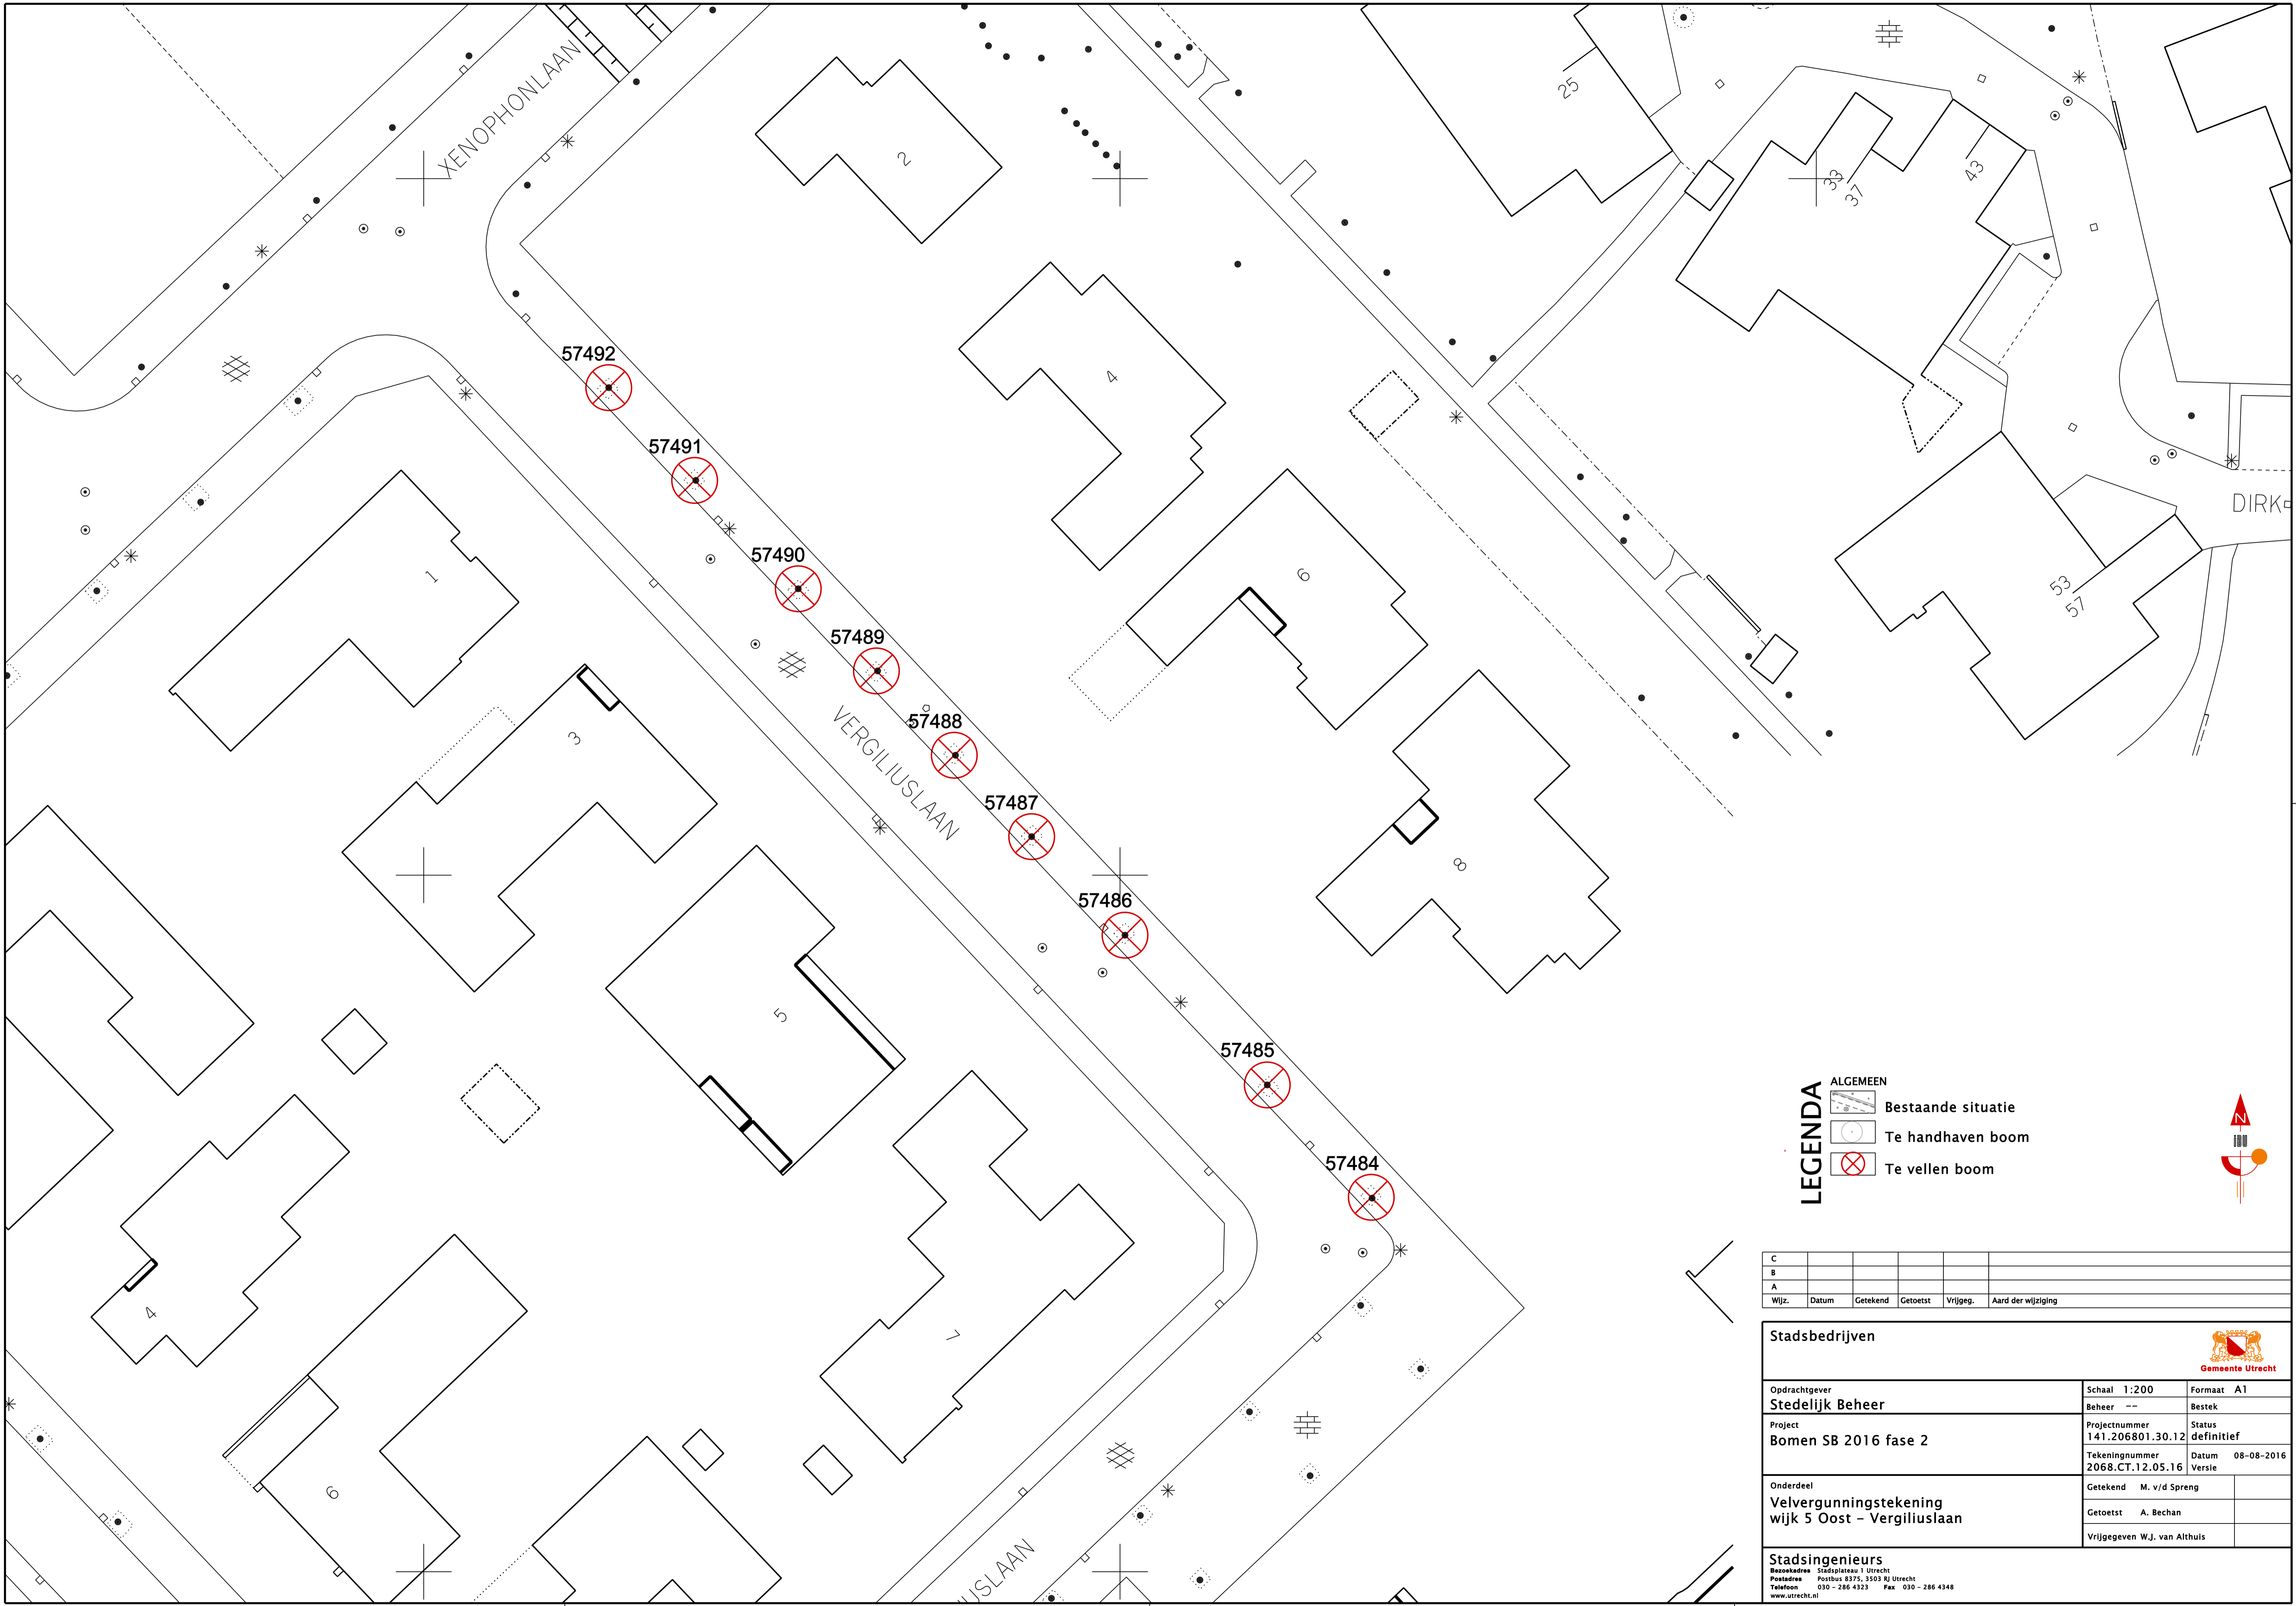 XENOPHONLAAN
2
25
33
37
43
57492
4
57491
DIRK
57490
1
6
53
57
57489
3
57488
VERGILIUSLAAN
57487
8
57486
5
57485
57484
4
7
6
IUSLAAN
LEGENDA
ALGEMEEN
Bestaande situatie
Te handhaven boom
Te vellen boom
N
C
B
A
Wijz. Datum Getekend Getoetst Vrijgeg. Aard der wijziging
Stadsbedrijven
Gemeente Utrecht
Opdrachtgever
Stedelijk Beheer
Schaal 1:200 Formaat A1
Beheer -- Bestek
Project
Bomen SB 2016 fase 2
Projectnummer
141.206801.30.12
Status
definitief
Tekeningnummer
2068.CT.12.05.16
Datum 08-08-2016
Versie
Onderdeel
Velvergunningstekening
wijk 5 Oost - Vergiliuslaan
Getekend M. v/d Spreng
Getoetst A. Bechan
Vrijgegeven W.J. van Althuis
Stadsingenieurs
Bezoekadres Stadsplateau 1 Utrecht
Postadres Postbus 8375, 3503 RJ Utrecht
Telefoon 030 - 286 4323 Fax 030 - 286 4348
www.utrecht.nl